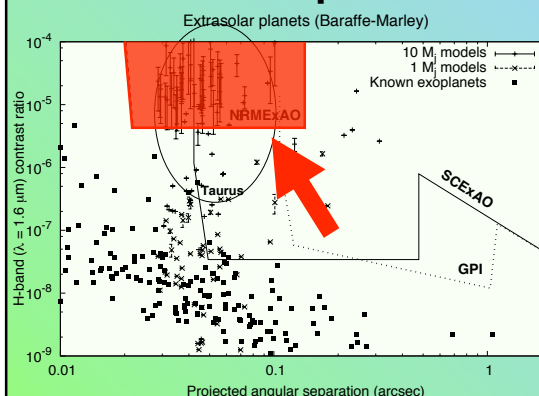 Extrasolar planets (Baraffe-Marley)
10 Mj models
1 Mj models
Known exoplanets
NRMExAO
Taurus
SCExAO
GPI
H-band (λ = 1.6 μm) contrast ratio
10-4
10-5
10-6
10-7
10-8
10-9
0.01
0.1
1
Projected angular separation (arcsec)